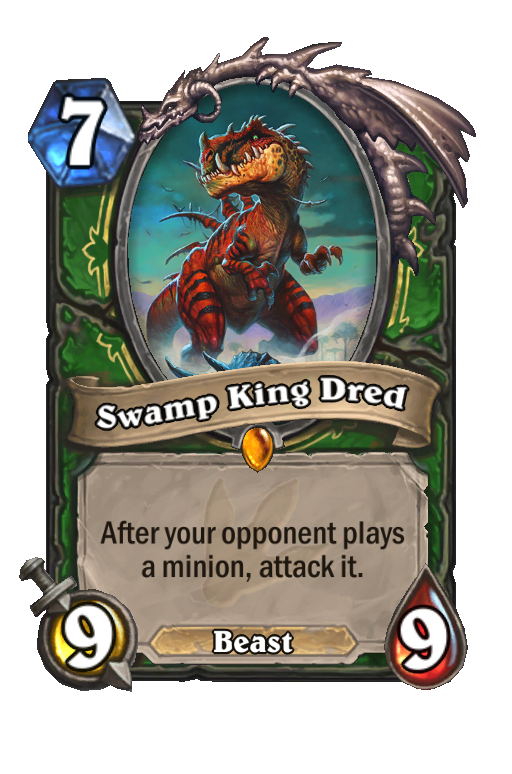 7
Swamp King Dred
After your opponent plays
a minion, attack it.
9
Beast
9